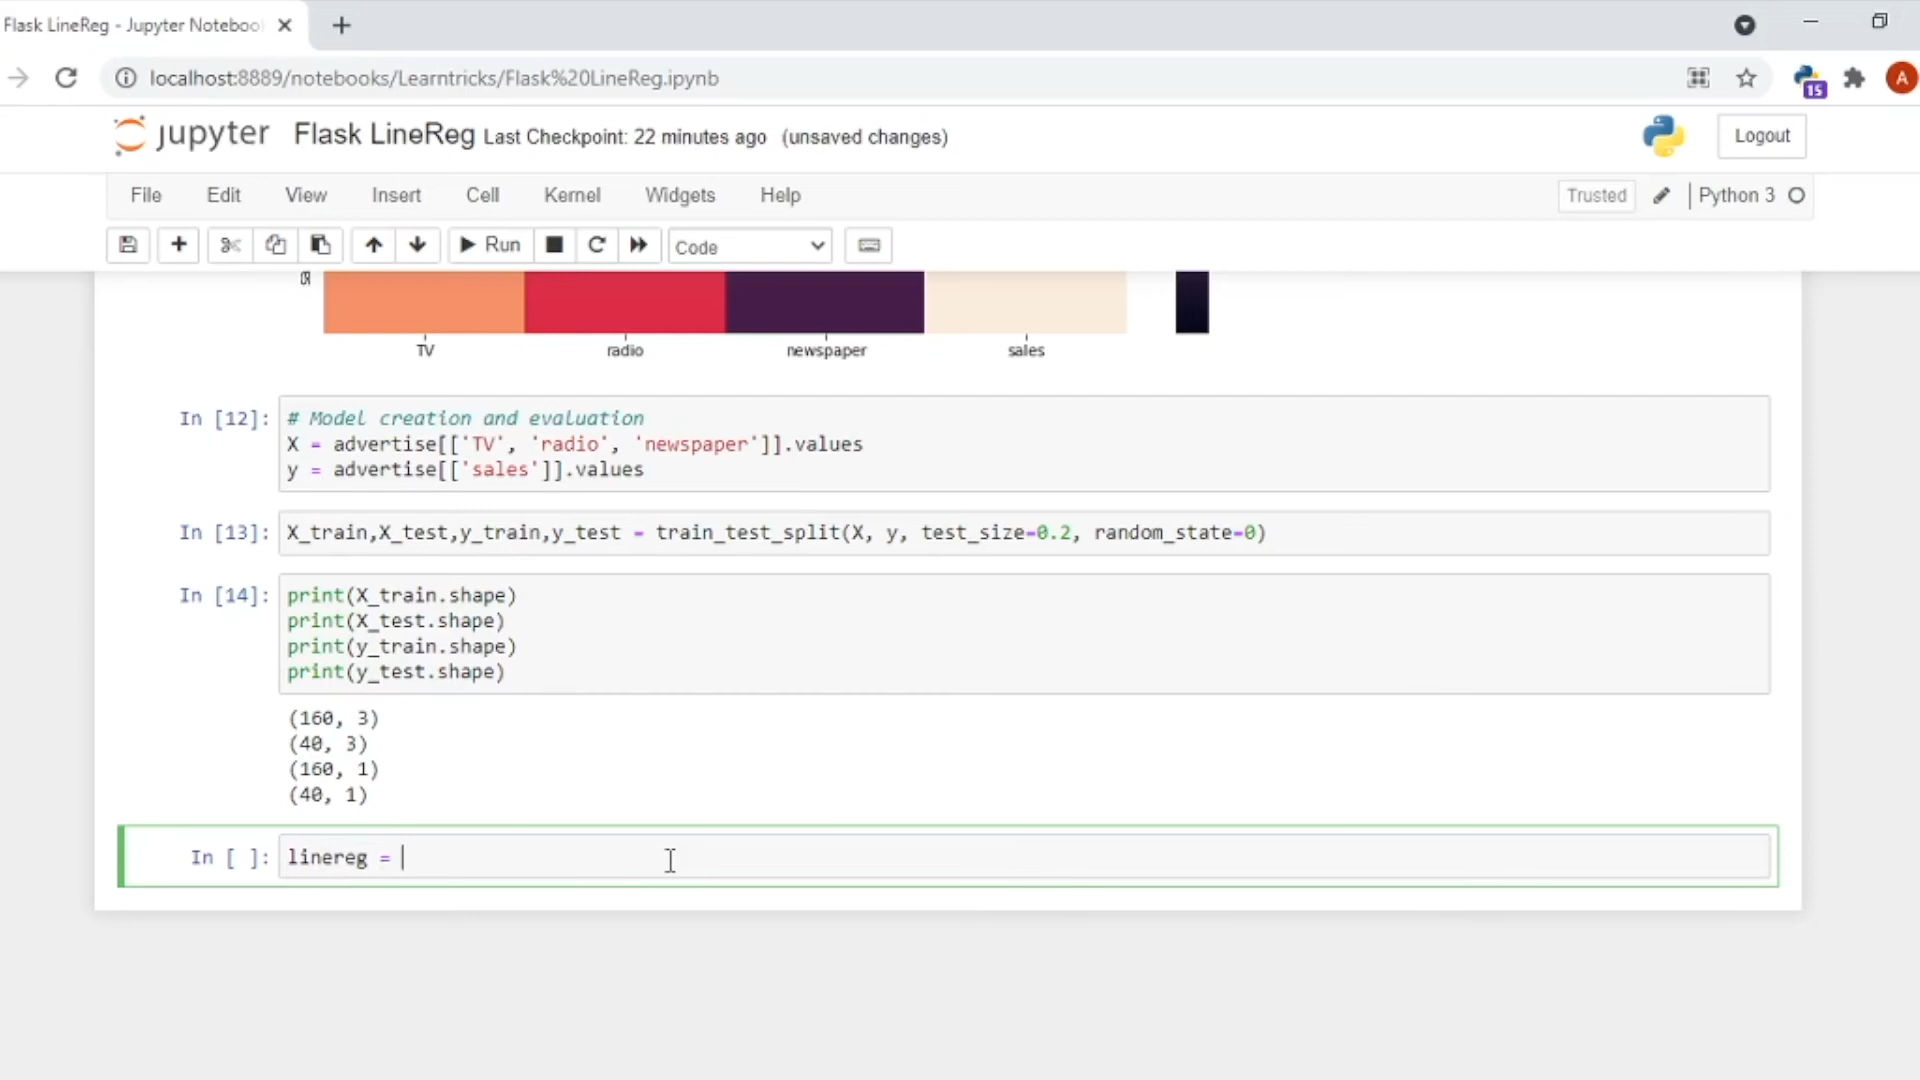 Flask LineReg - Jupyter Noteboo
localhost:8889/notebooks/Learntricks/Flask%20LineReg.ipynb
15
A
jupyter Flask LineReg Last Checkpoint: 22 minutes ago (unsaved changes)
Logout
File Edit View Insert Cell Kernel Widgets Help
Trusted Python 3
Run Code
TV radio newspaper sales
In [12]: # Model creation and evaluation
X = advertise[['TV', 'radio', 'newspaper']].values
y = advertise[['sales']].values
In [13]: X_train,X_test,y_train,y_test = train_test_split(X, y, test_size=0.2, random_state=0)
In [14]: print(X_train.shape)
print(X_test.shape)
print(y_train.shape)
print(y_test.shape)
(160, 3)
(40, 3)
(160, 1)
(40, 1)
In [ ]: linereg =